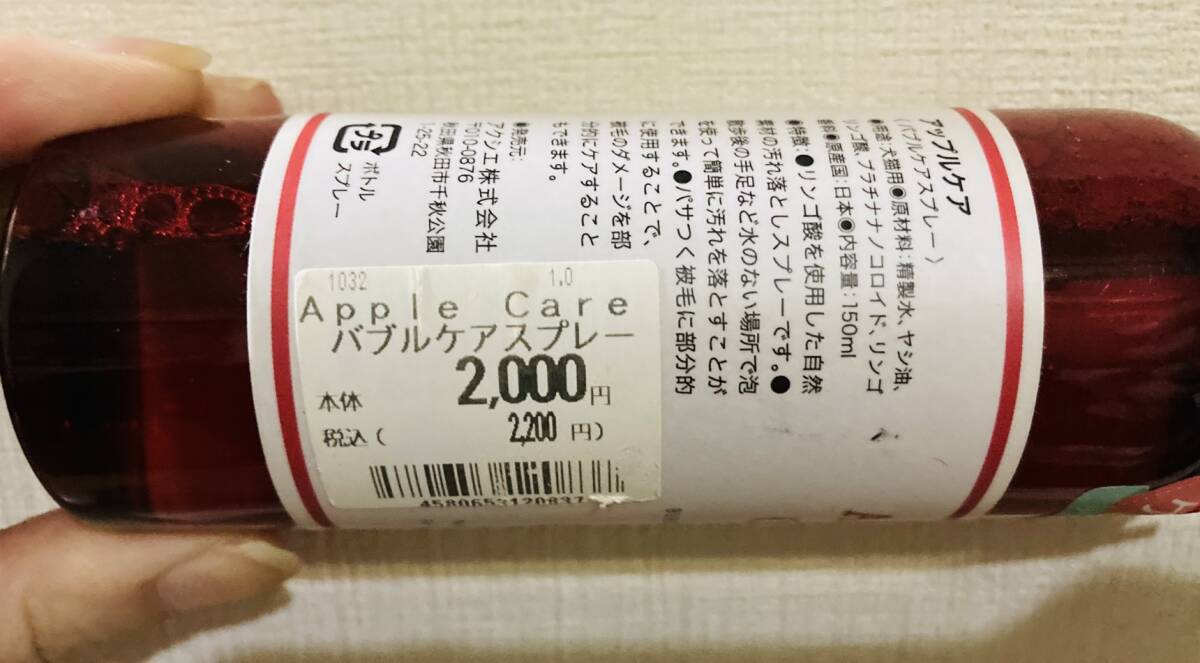 アップルケア
〈バブルケアスプレー〉
●用途:犬猫用●原材料:精製水、ヤシ油、
リンゴ酸、プラチナナノコロイド、リンゴ
香料●原産国:日本●内容量:150ml
●特徴:●リンゴ酸を使用した自然
素材の汚れ落としスプレーです。●
散歩後の手足など水のない場所で泡
を使って簡単に汚れを落とすことが
できます。●パサつく被毛に部分的
に使用することで、
被毛のダメージを部
分的にケアすること
もできます。
●発売元:
アクシエ株式会社
〒010-0876
秋田県秋田市千秋公園
1-25-22
プラ
ボトル
スプレー
1032 1.0
Apple Care
バブルケアスプレー
本体 2,000円
税込( 2,200 円)
4580653120837